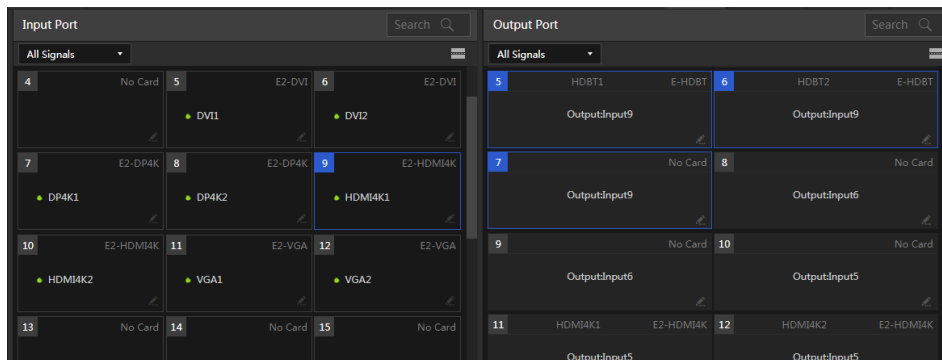 Input Port
Search
Output Port
Search
All Signals
All Signals
4 No Card
5 E2-DVI
DVI1
6 E2-DVI
DVI2
5 HDBT1 E-HDBT
Output:Input9
6 HDBT2 E-HDBT
Output:Input9
7 E2-DP4K
DP4K1
8 E2-DP4K
DP4K2
9 E2-HDMI4K
HDMI4K1
7 No Card
Output:Input9
8 No Card
Output:Input6
10 E2-HDMI4K
HDMI4K2
11 E2-VGA
VGA1
12 E2-VGA
VGA2
9 No Card
Output:Input6
10 No Card
Output:Input5
13 No Card
14 No Card
15 No Card
11 HDMI4K1 E2-HDMI4K
Output:Input5
12 HDMI4K2 E2-HDMI4K
Output:Input5